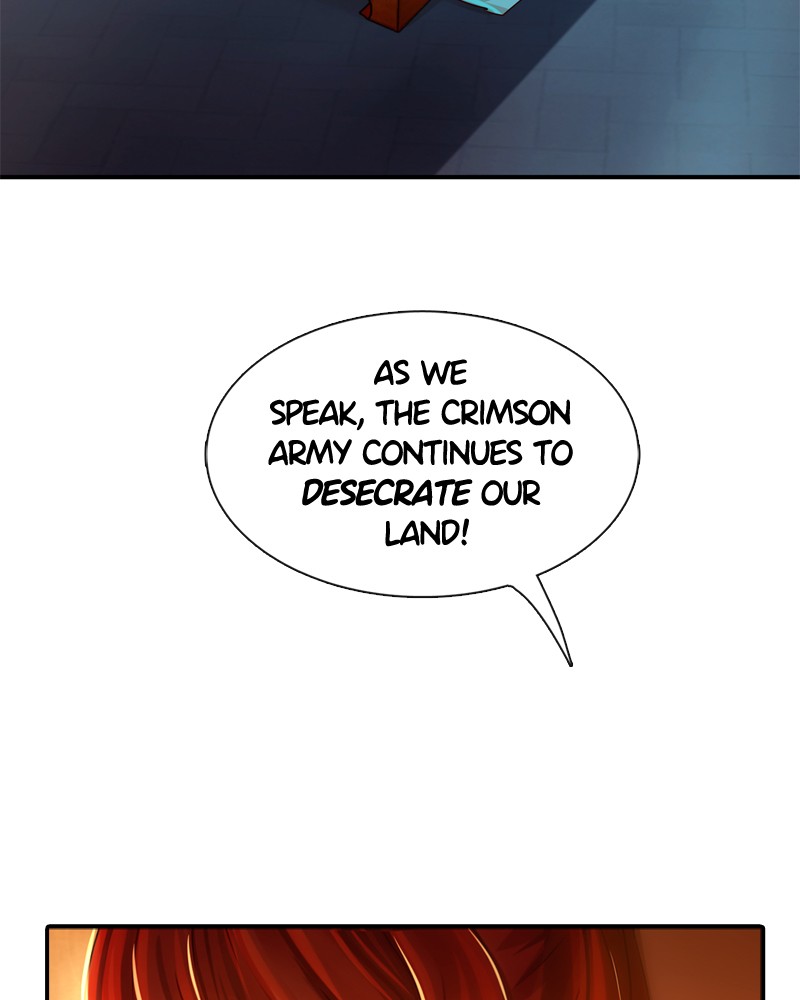 AS WE
SPEAK, THE CRIMSON
ARMY CONTINUES TO
DESECRATE OUR
LAND!